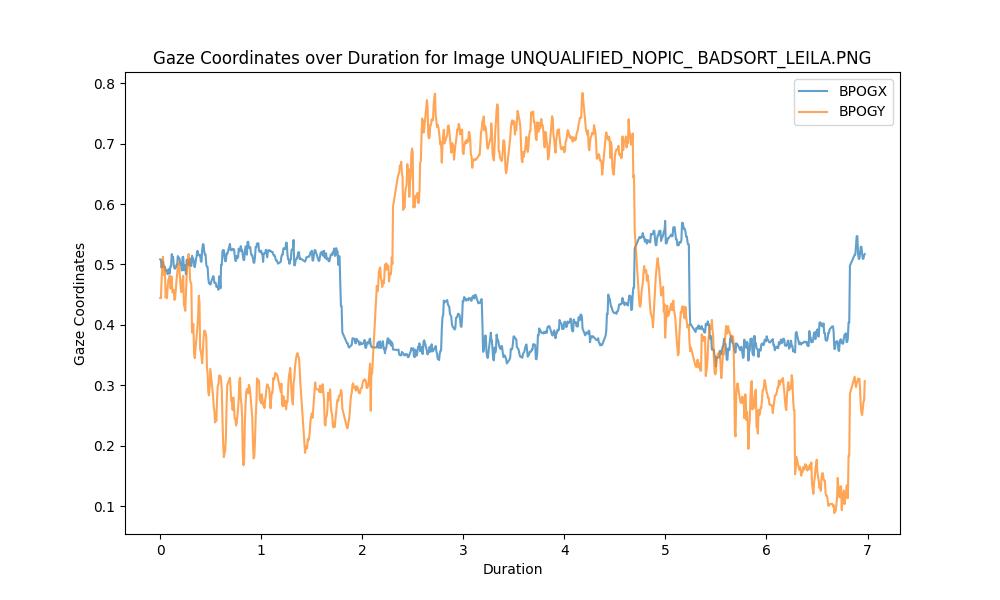 Gaze Coordinates over Duration for Image UNQUALIFIED_NOPIC_ BADSORT_LEILA.PNG
BPOGX
BPOGY
0.8
0.7
0.6
0.5
0.4
0.3
0.2
0.1
Gaze Coordinates
0 1 2 3 4 5 6 7
Duration